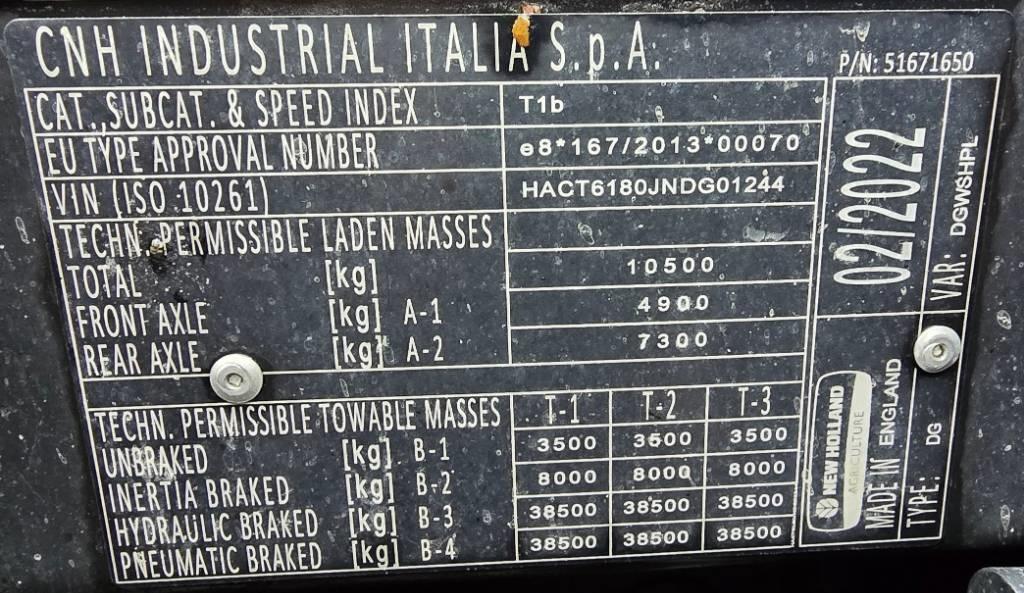 CNH INDUSTRIAL ITALIA S.p.A.
P/N: 51671650
CAT., SUBCAT. & SPEED INDEX T1b
EU TYPE APPROVAL NUMBER e8*167/2013*00070
VIN (ISO 10261) HACT6180JNDG01244
TECHN. PERMISSIBLE LADEN MASSES
TOTAL [kg] 10500
FRONT AXLE [kg] A-1 4900
REAR AXLE [kg] A-2 7300
TECHN. PERMISSIBLE TOWABLE MASSES T-1 T-2 T-3
UNBRAKED [kg] B-1 3500 3500 3500
INERTIA BRAKED [kg] B-2 8000 8000 8000
HYDRAULIC BRAKED [kg] B-3 38500 38500 38500
PNEUMATIC BRAKED [kg] B-4 38500 38500 38500
02/2022
VAR: DGWSHPL
NEW HOLLAND
AGRICULTURE
MADE IN ENGLAND
TYPE: DG